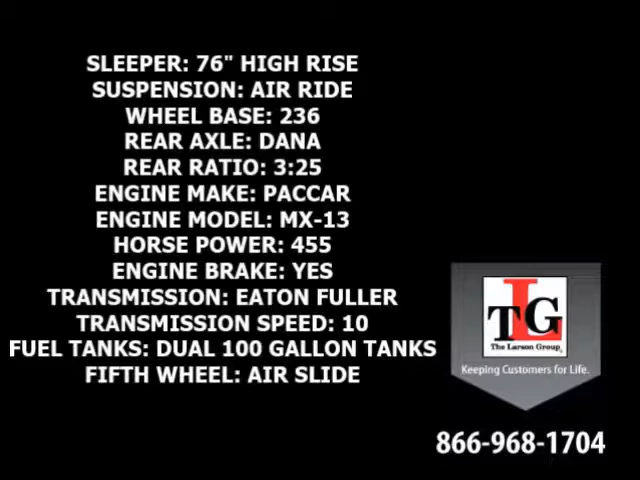 SLEEPER: 76" HIGH RISE
SUSPENSION: AIR RIDE
WHEEL BASE: 236
REAR AXLE: DANA
REAR RATIO: 3:25
ENGINE MAKE: PACCAR
ENGINE MODEL: MX-13
HORSE POWER: 455
ENGINE BRAKE: YES
TRANSMISSION: EATON FULLER
TRANSMISSION SPEED: 10
FUEL TANKS: DUAL 100 GALLON TANKS
FIFTH WHEEL: AIR SLIDE
TLG
The Larson Group
Keeping Customers for Life.
866-968-1704